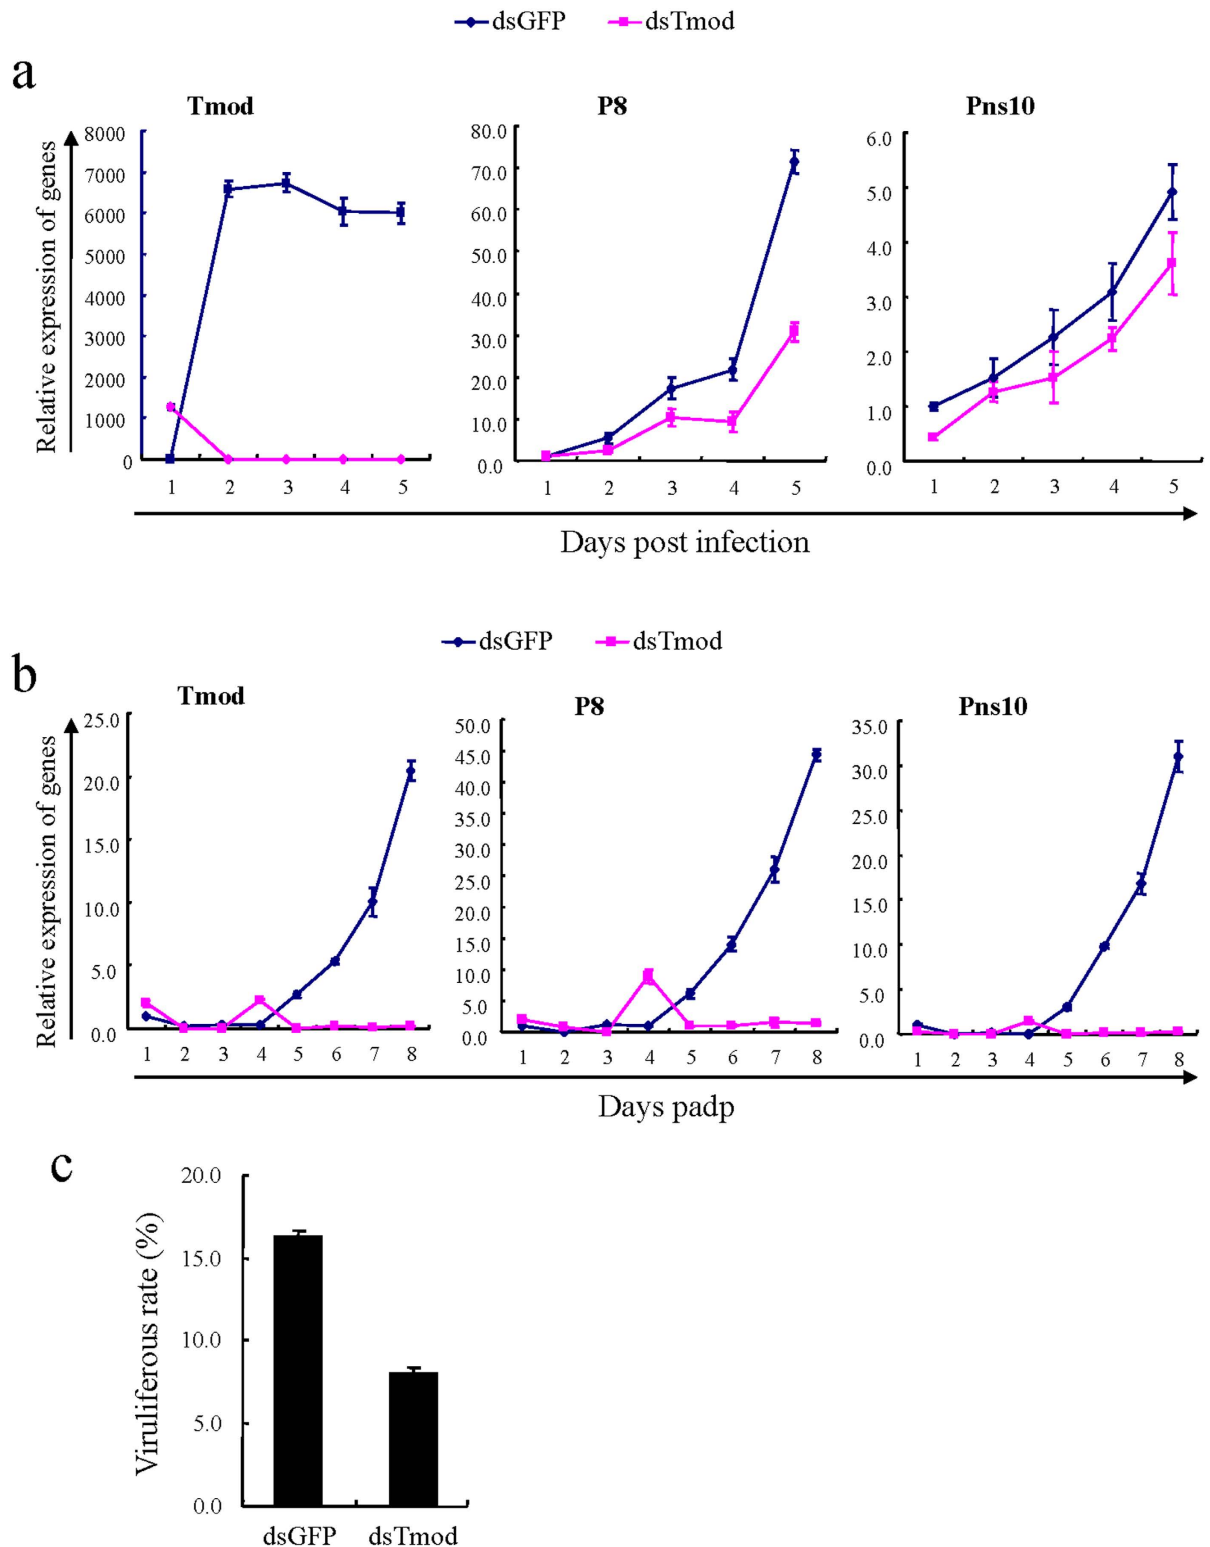 dsGFP dsTmod
a
Tmod P8 Pns10
Relative expression of genes
8000
7000
6000
5000
4000
3000
2000
1000
0
80.0
70.0
60.0
50.0
40.0
30.0
20.0
10.0
0.0
6.0
5.0
4.0
3.0
2.0
1.0
0.0
1 2 3 4 5
1 2 3 4 5
1 2 3 4 5
Days post infection
dsGFP dsTmod
b
Tmod P8 Pns10
Relative expression of genes
25.0
20.0
15.0
10.0
5.0
0.0
50.0
45.0
40.0
35.0
30.0
25.0
20.0
15.0
10.0
5.0
0.0
35.0
30.0
25.0
20.0
15.0
10.0
5.0
0.0
1 2 3 4 5 6 7 8
1 2 3 4 5 6 7 8
1 2 3 4 5 6 7 8
Days padp
c
Viruliferous rate (%)
20.0
15.0
10.0
5.0
0.0
dsGFP dsTmod